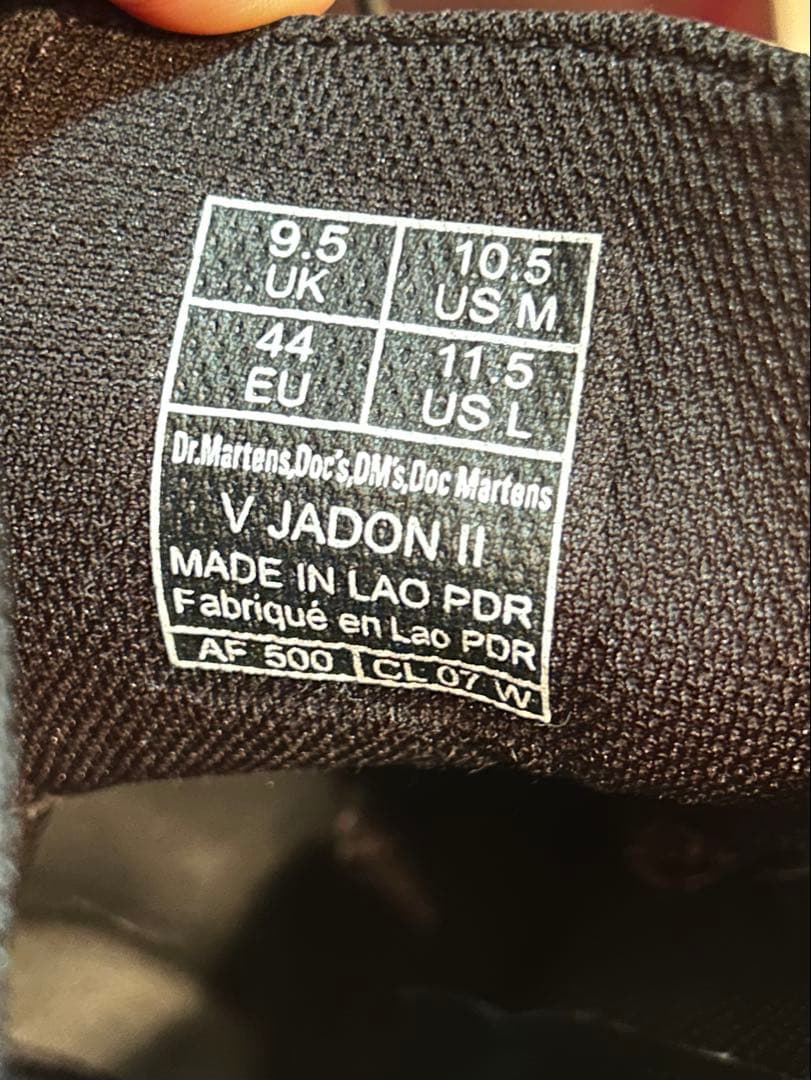 9.5
UK
10.5
US M
44
EU
11.5
US L
Dr.Martens,Doc's,DM's,Doc Martens
V JADON II
MADE IN LAO PDR
Fabriqué en Lao PDR
AF 500
CL 07 W